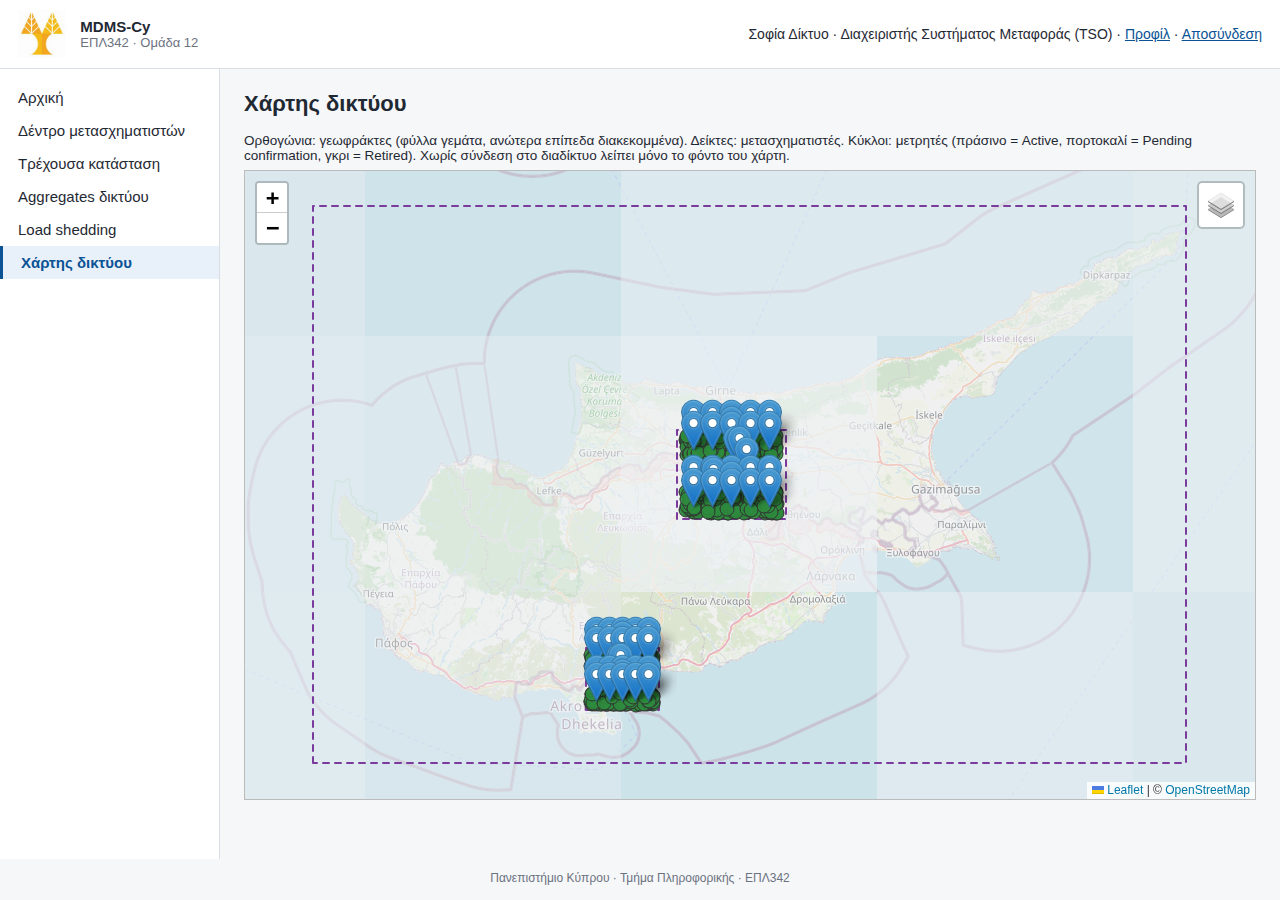 MDMS-Cy
ΕΠΛ342 · Ομάδα 12
Σοφία Δίκτυο · Διαχειριστής Συστήματος Μεταφοράς (TSO) · Προφίλ · Αποσύνδεση
Αρχική
Δέντρο μετασχηματιστών
Τρέχουσα κατάσταση
Aggregates δικτύου
Load shedding
Χάρτης δικτύου
Χάρτης δικτύου
Ορθογώνια: γεωφράκτες (φύλλα γεμάτα, ανώτερα επίπεδα διακεκομμένα). Δείκτες: μετασχηματιστές. Κύκλοι: μετρητές (πράσινο = Active, πορτοκαλί = Pending
confirmation, γκρι = Retired). Χωρίς σύνδεση στο διαδίκτυο λείπει μόνο το φόντο του χάρτη.
+
−
Dipkarpaz
İskele ilçesi
Akdeniz
Özel Çevre
Koruma
Bölgesi
Lapta
Girne
İskele
Geçitkale
Güzelyurt
Lefke
Gazimağusa
Επαρχία
Λευκωσίας
Πόλις
Παραλίμνι
Δάλι
Ορόκλινη
Ξυλοφάγου
Επαρχία
Πάφου
Λάρνακα
Πέγεια
Πάνω Λεύκαρα
Δρομολαξιά
Πάφος
Akro
Dhekelia
Leaflet | © OpenStreetMap
Πανεπιστήμιο Κύπρου · Τμήμα Πληροφορικής · ΕΠΛ342